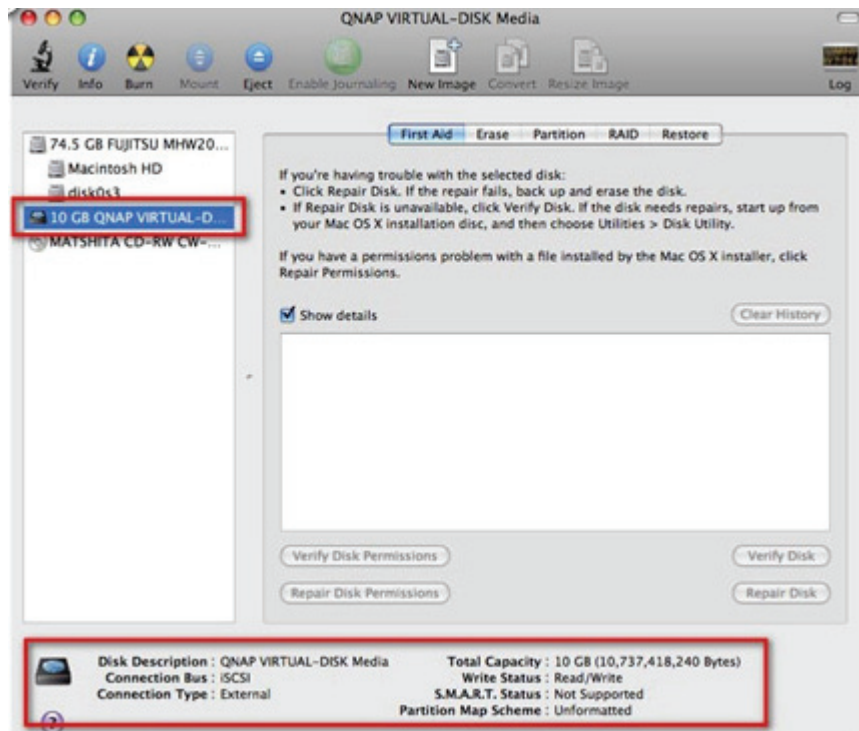 QNAP VIRTUAL-DISK Media
Verify Info Burn Mount Eject Enable Journaling New Image Convert Resize Image Log
74.5 GB FUJITSU MHW20...
Macintosh HD
disk0s3
10 GB QNAP VIRTUAL-D...
MATSHITA CD-RW CW-...
First Aid Erase Partition RAID Restore
If you're having trouble with the selected disk:
• Click Repair Disk. If the repair fails, back up and erase the disk.
• If Repair Disk is unavailable, click Verify Disk. If the disk needs repairs, start up from
your Mac OS X installation disc, and then choose Utilities > Disk Utility.
If you have a permissions problem with a file installed by the Mac OS X installer, click
Repair Permissions.
Show details
Clear History
Verify Disk Permissions
Verify Disk
Repair Disk Permissions
Repair Disk
Disk Description : QNAP VIRTUAL-DISK Media
Connection Bus : iSCSI
Connection Type : External
Total Capacity : 10 GB (10,737,418,240 Bytes)
Write Status : Read/Write
S.M.A.R.T. Status : Not Supported
Partition Map Scheme : Unformatted
?